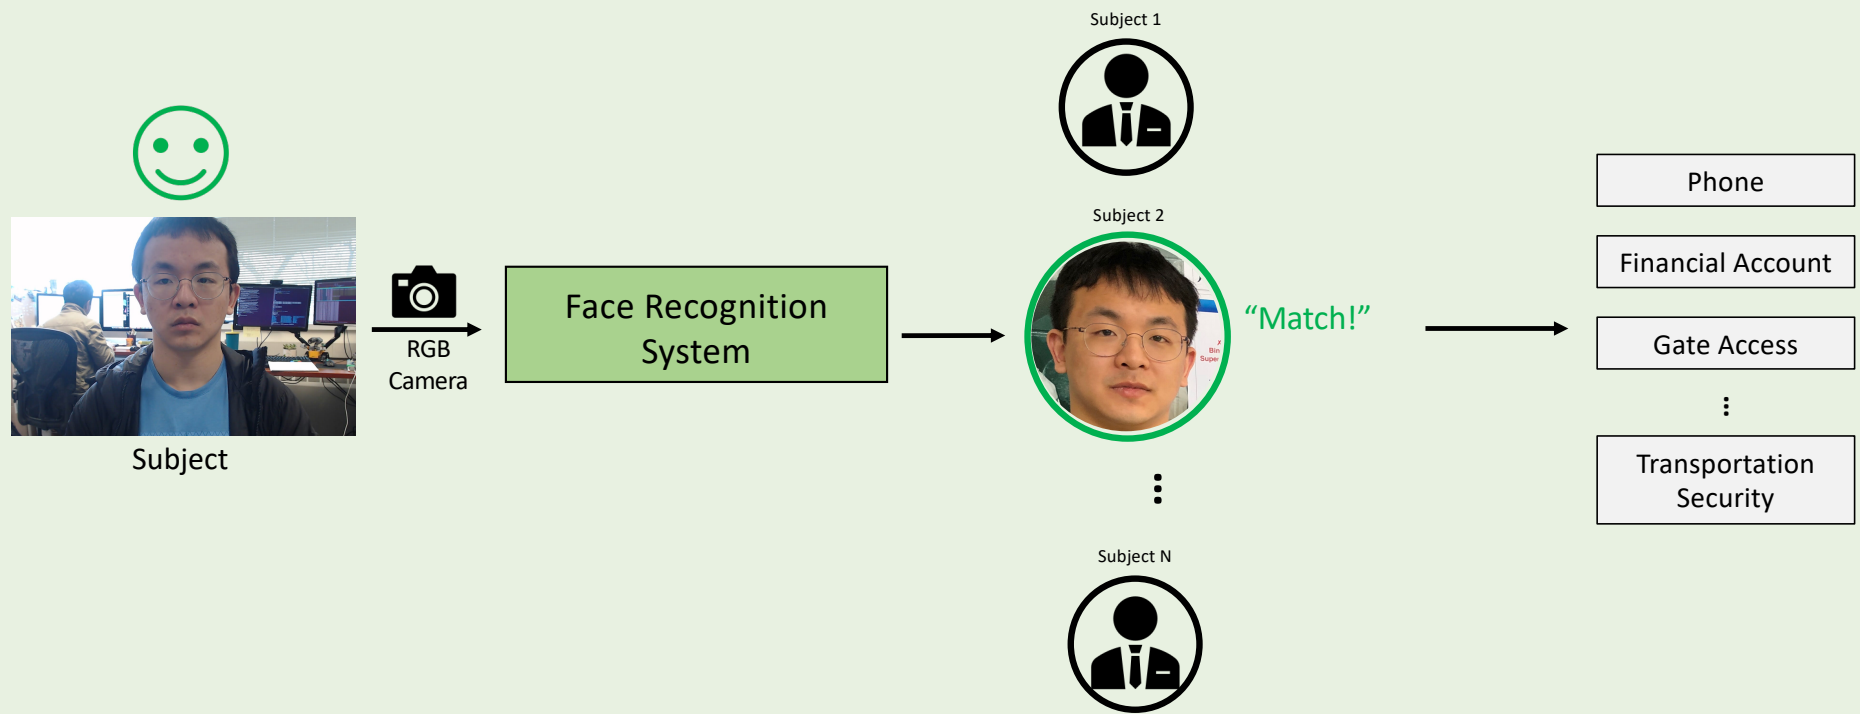 Subject 1
Subject
RGB
Camera
Face Recognition
System
Subject 2
“Match!”
Subject N
Phone
Financial Account
Gate Access
Transportation
Security